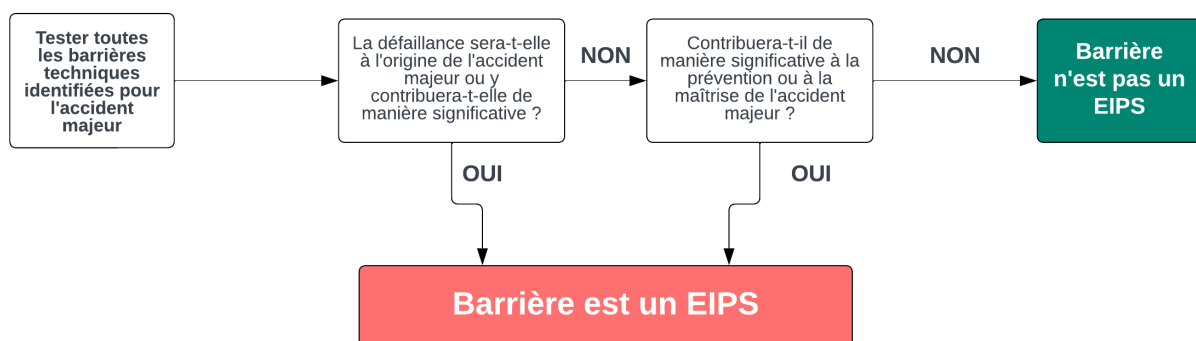 Tester toutes
les barrières
techniques
identifiées pour
l'accident
majeur
La défaillance sera-t-elle
à l'origine de l'accident
majeur ou y
contribuera-t-elle de
manière significative ?
NON
Contribuera-t-il de
manière significative à la
prévention ou à la
maîtrise de l'accident
majeur ?
NON
Barrière
n'est pas un
EIPS
OUI
OUI
Barrière est un EIPS